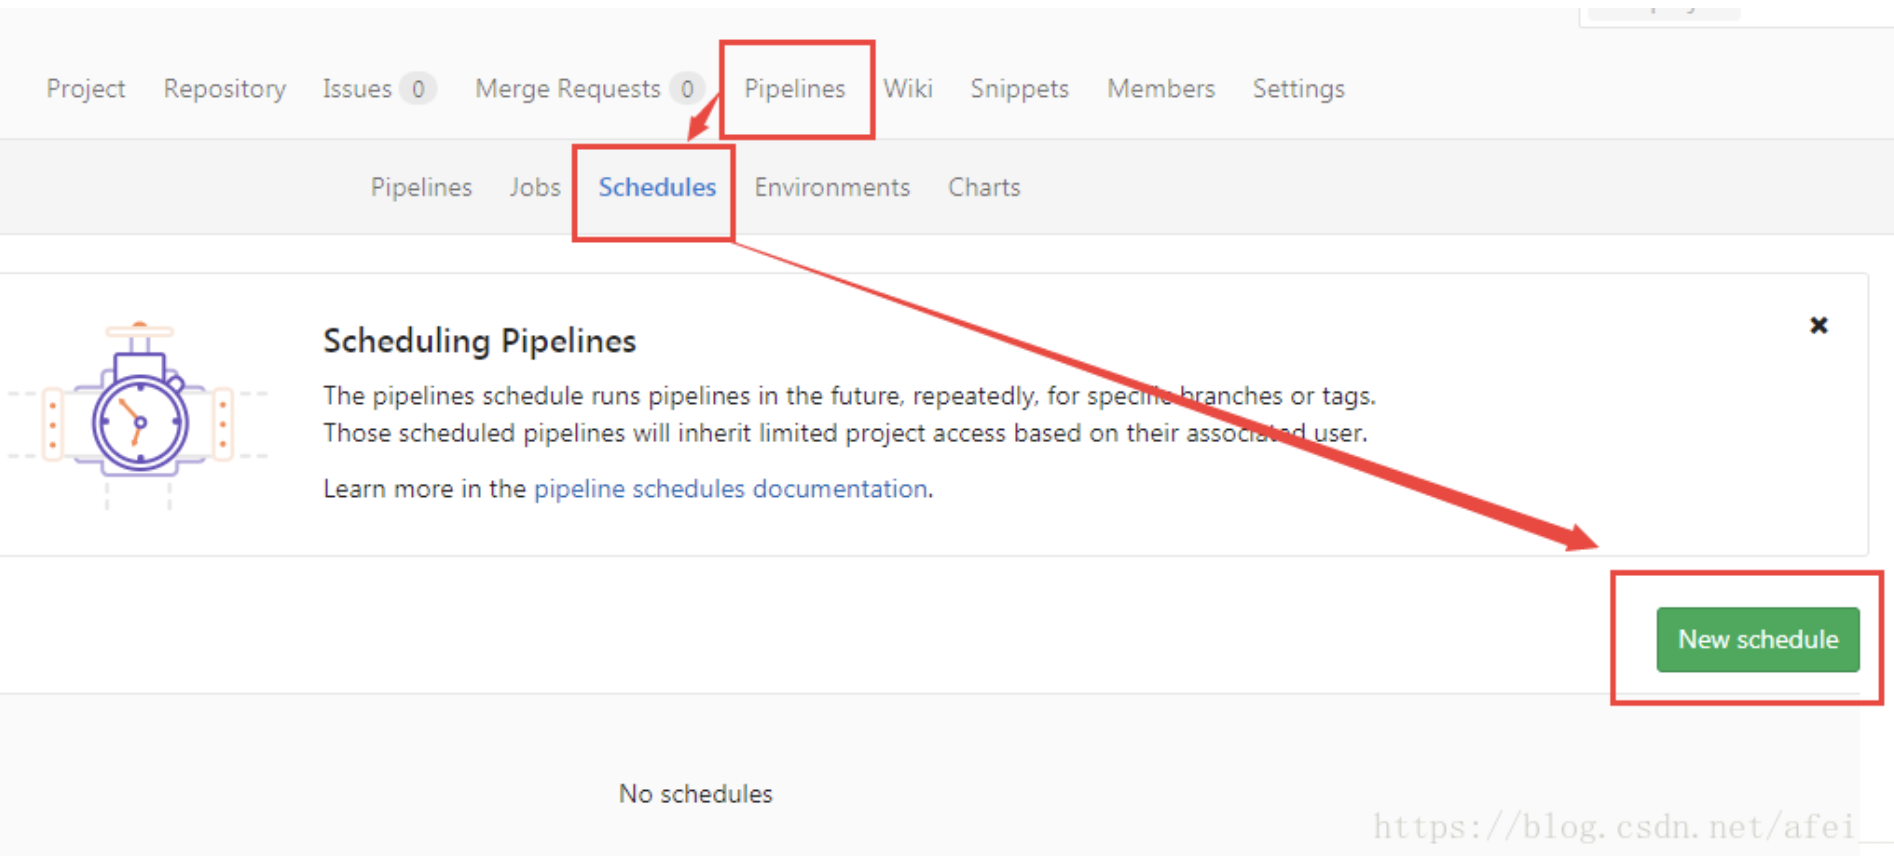 Project Repository Issues 0 Merge Requests 0 Pipelines Wiki Snippets Members Settings
Pipelines Jobs Schedules Environments Charts
Scheduling Pipelines
The pipelines schedule runs pipelines in the future, repeatedly, for specific branches or tags.
Those scheduled pipelines will inherit limited project access based on their associated user.
Learn more in the pipeline schedules documentation.
New schedule
No schedules
https://blog.csdn.net/afei